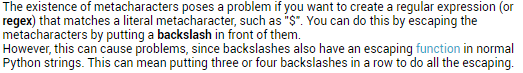 The existence of metacharacters poses a problem if you want to create a regular expression (or
regex) that matches a literal metacharacter, such as "$". You can do this by escaping the
metacharacters by putting a backslash in front of them.
However, this can cause problems, since backslashes also have an escaping function in normal
Python strings. This can mean putting three or four backslashes in a row to do all the escaping.